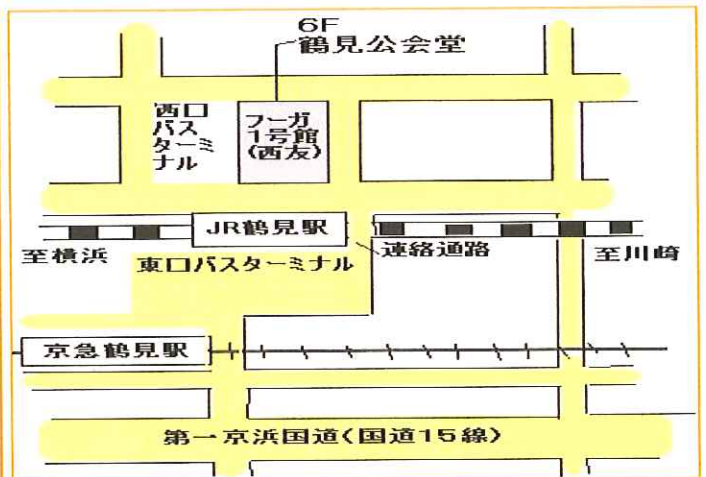 6F
鶴見公会堂
西口
バス
ターミ
ナル
フーガ
1号館
(西友)
JR鶴見駅
至横浜
東口バスターミナル
連絡通路
至川崎
京急鶴見駅
第一京浜国道(国道15線)